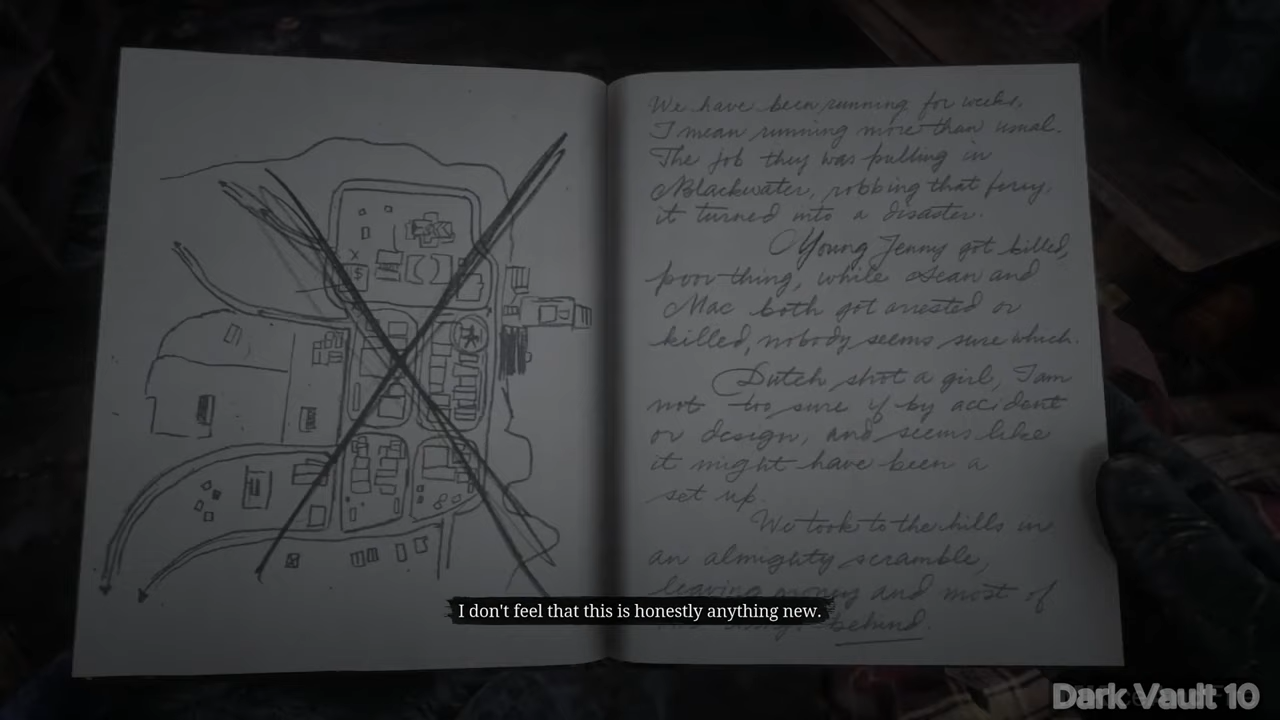 We have been running for weeks,
I mean running more than usual.
The job they was pulling in
Blackwater, robbing that ferry,
it turned into a disaster.
Young Jenny got killed,
poor thing, while Sean and
Mac both got arrested or
killed, nobody seems sure which.
Dutch shot a girl, I am
not too sure if by accident
or design, and seems like
it might have been a
set up.
We took to the hills in
an almighty scramble,
leaving money and most of
behind.
I don't feel that this is honestly anything new.
$
Dark Vault 10